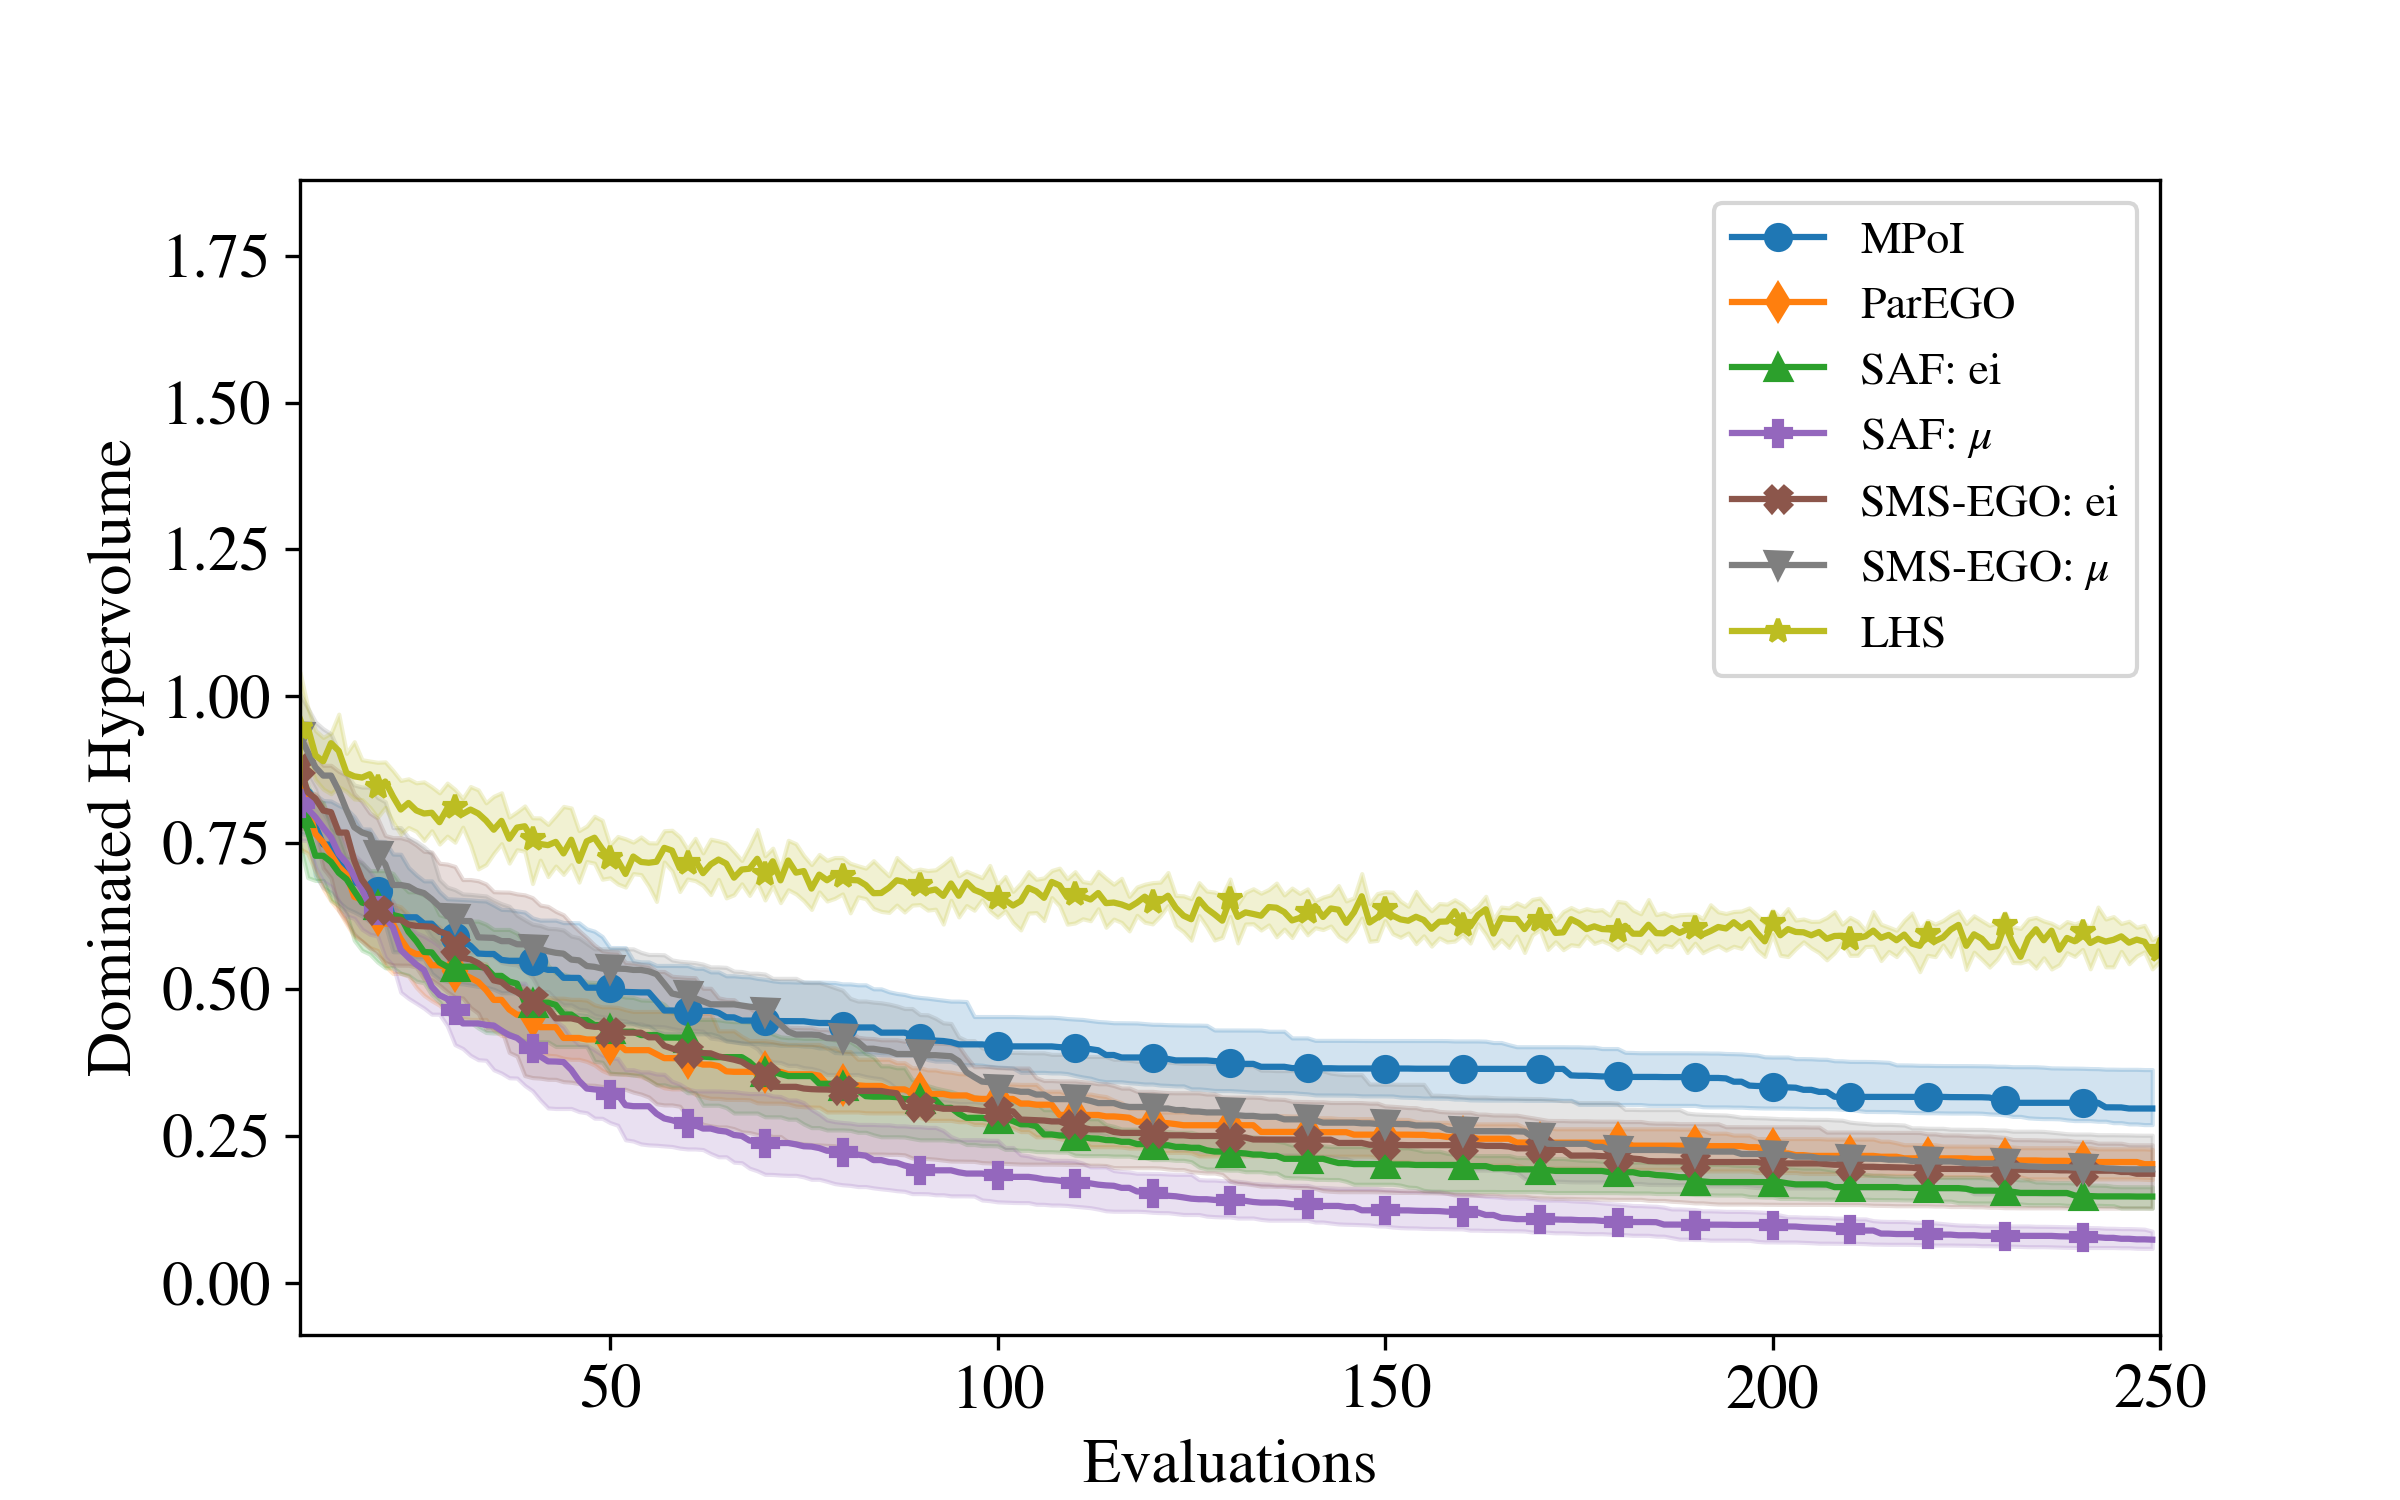 Dominated Hypervolume
1.75
1.50
1.25
1.00
0.75
0.50
0.25
0.00
MPoI
ParEGO
SAF: ei
SAF: μ
SMS-EGO: ei
SMS-EGO: μ
LHS
50 100 150 200 250
Evaluations